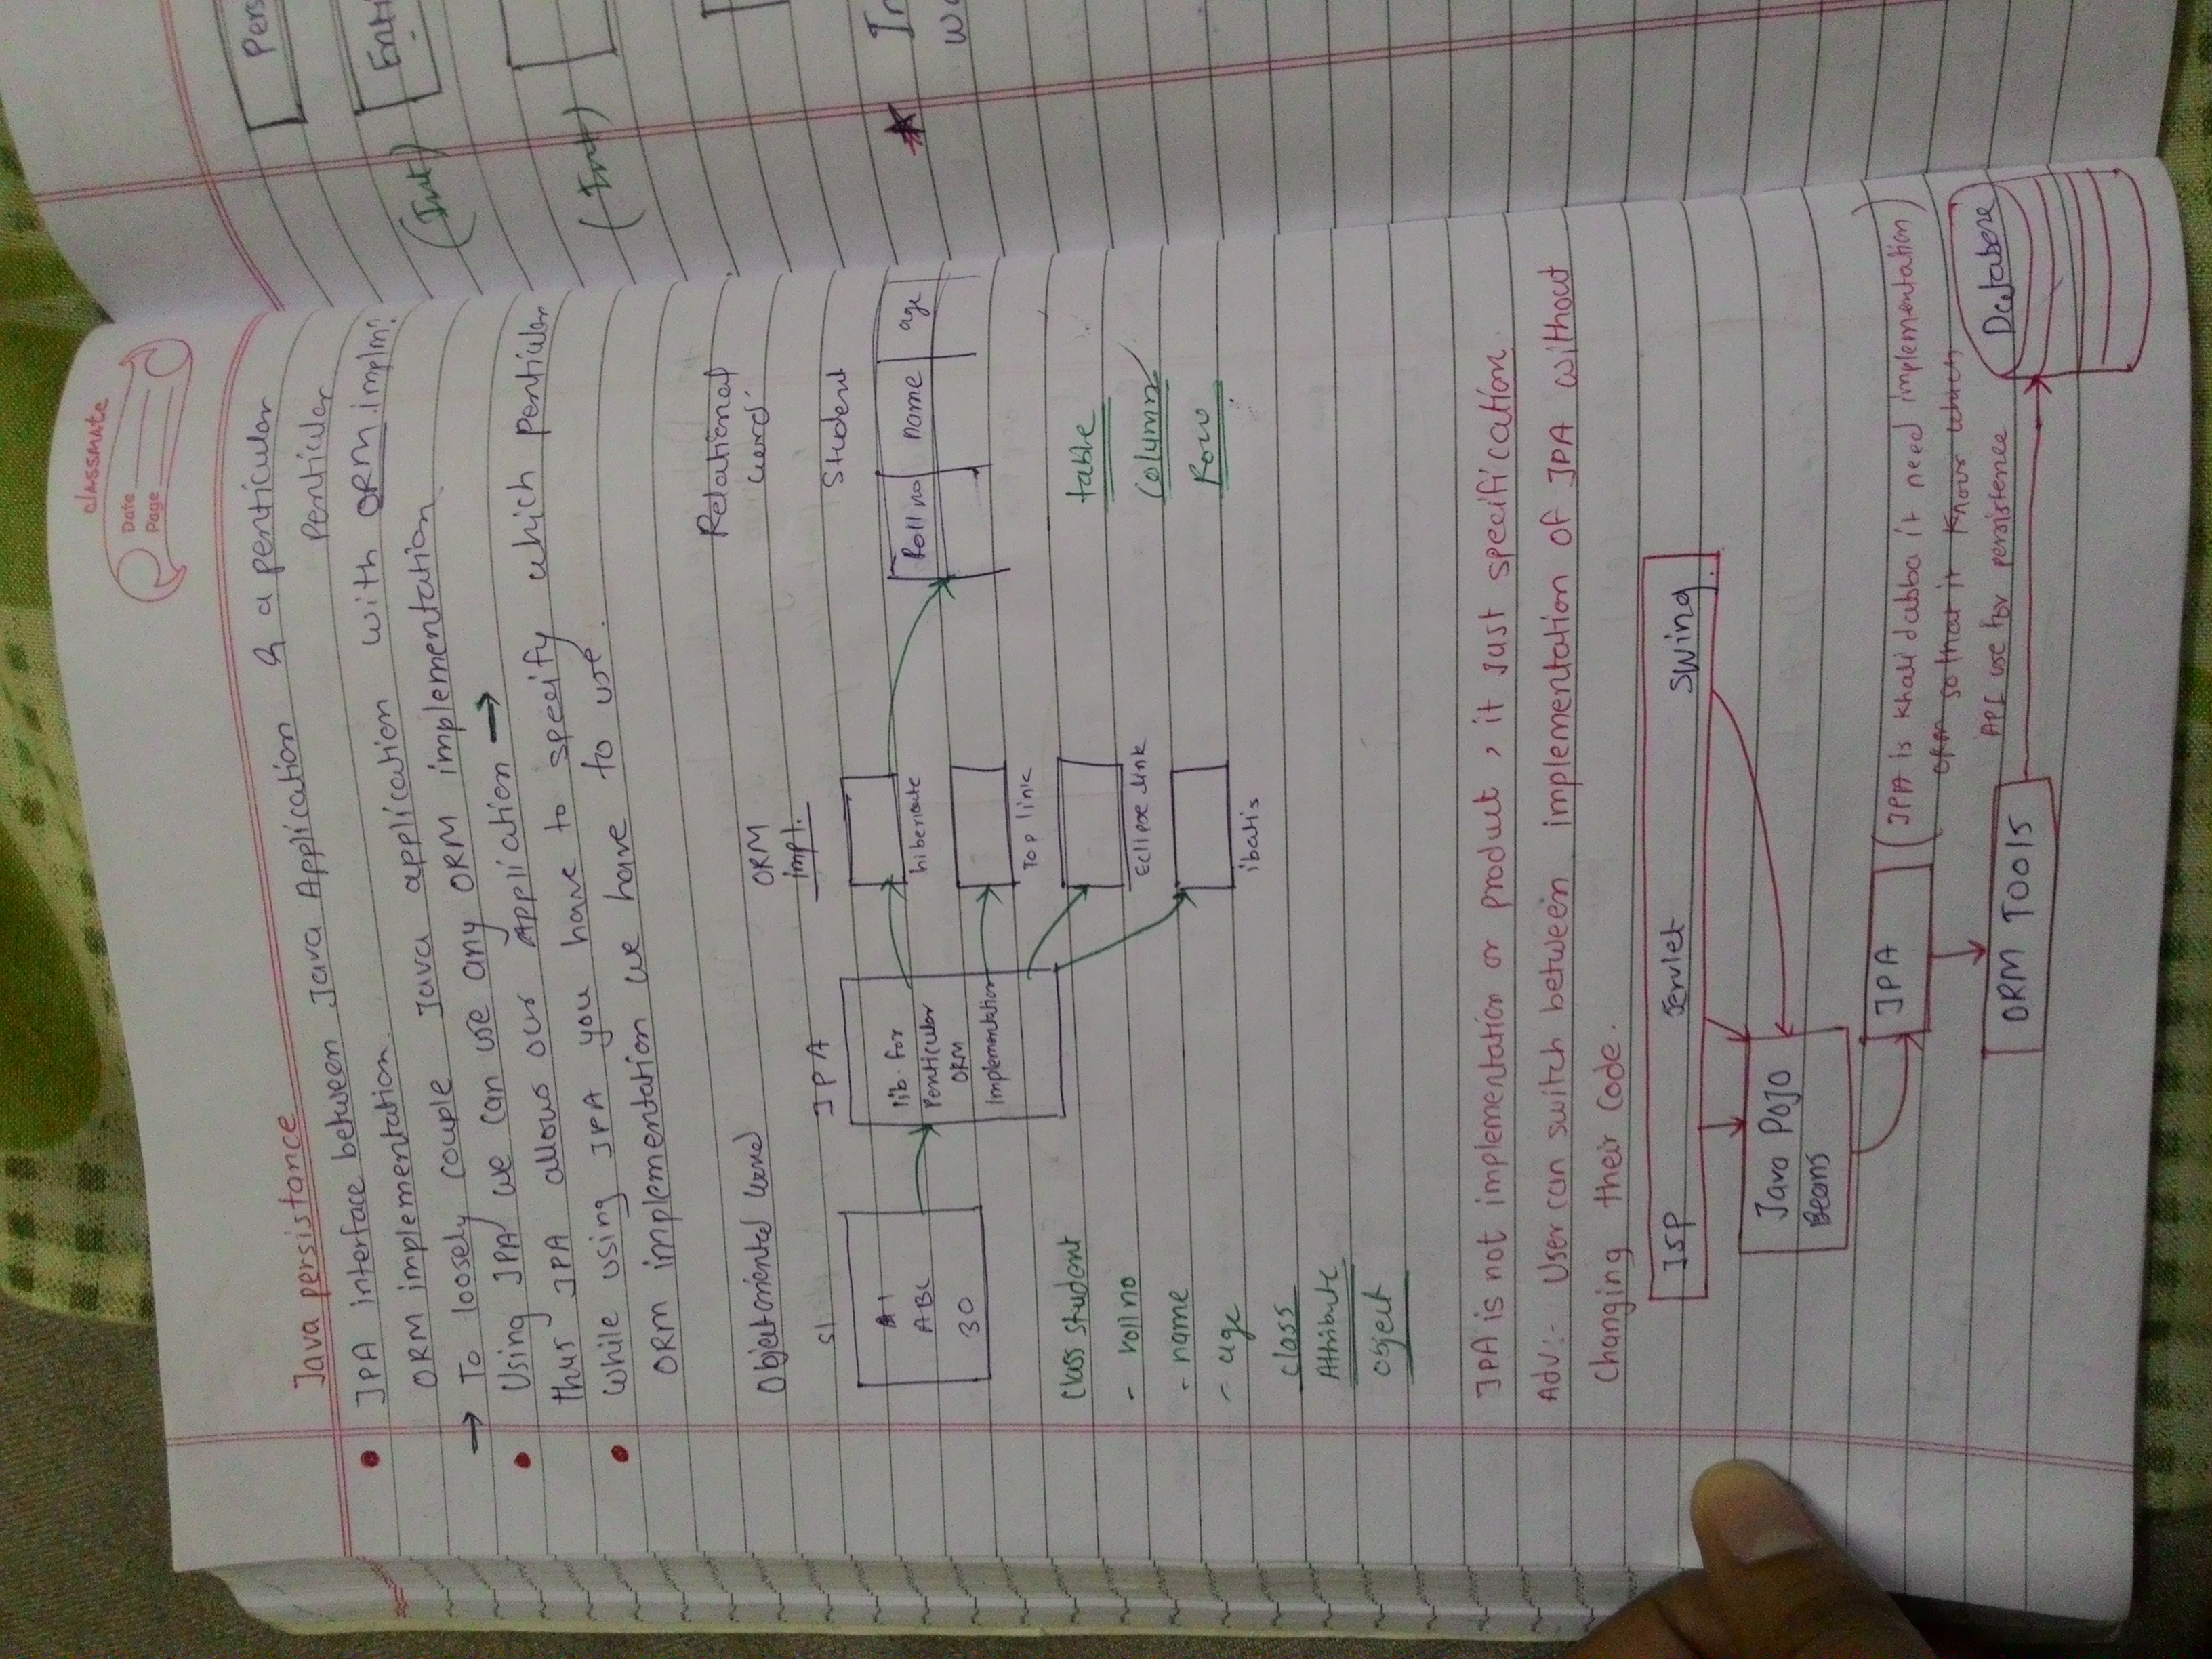 classmate
Date
Page
Java persistance
JPA interface between Java Application & a penticular
ORM implementation.
Penticular
→ To loosely couple Java application with ORM implmn
Using JPA we can use any ORM implementation
thus JPA allows our Appliation →
While using JPA you have to specify which penticular
ORM implementation we have to use.
Object oriented
ORM
impl.
Relational
S1
JPA
Student
A1
ABC
30
lib. for
Penticular
ORM
implementation
hibernate
Roll no name age
Top link
Class student
- roll no
- name
- age
Eclipse link
ibatis
table
Column
Row
class
Attribute
object
JPA is not implementation or product, it just specification.
Adv:- User can switch between implementation of JPA without
changing their code.
JSP Servlet Swing
Java POJO
Beans
JPA
(JPA is khali dabba it need implementation)
ORM so that it know which
API use for persistence
ORM TOOLS
Database
Pers
Enti
(Int)
(Int)
In